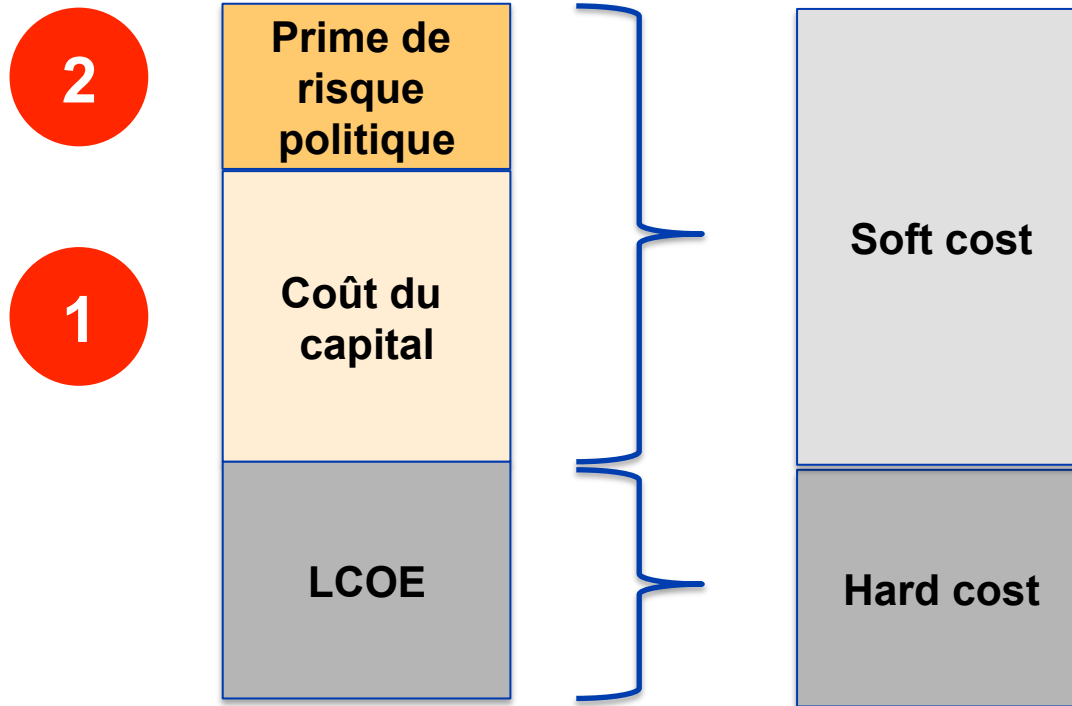 2
Prime de
risque
politique
Soft cost
1
Coût du
capital
LCOE
Hard cost